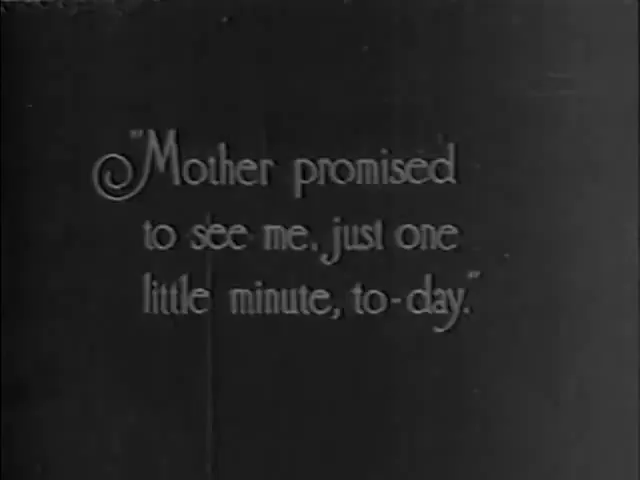 "Mother promised
to see me, just one
little minute, to-day."